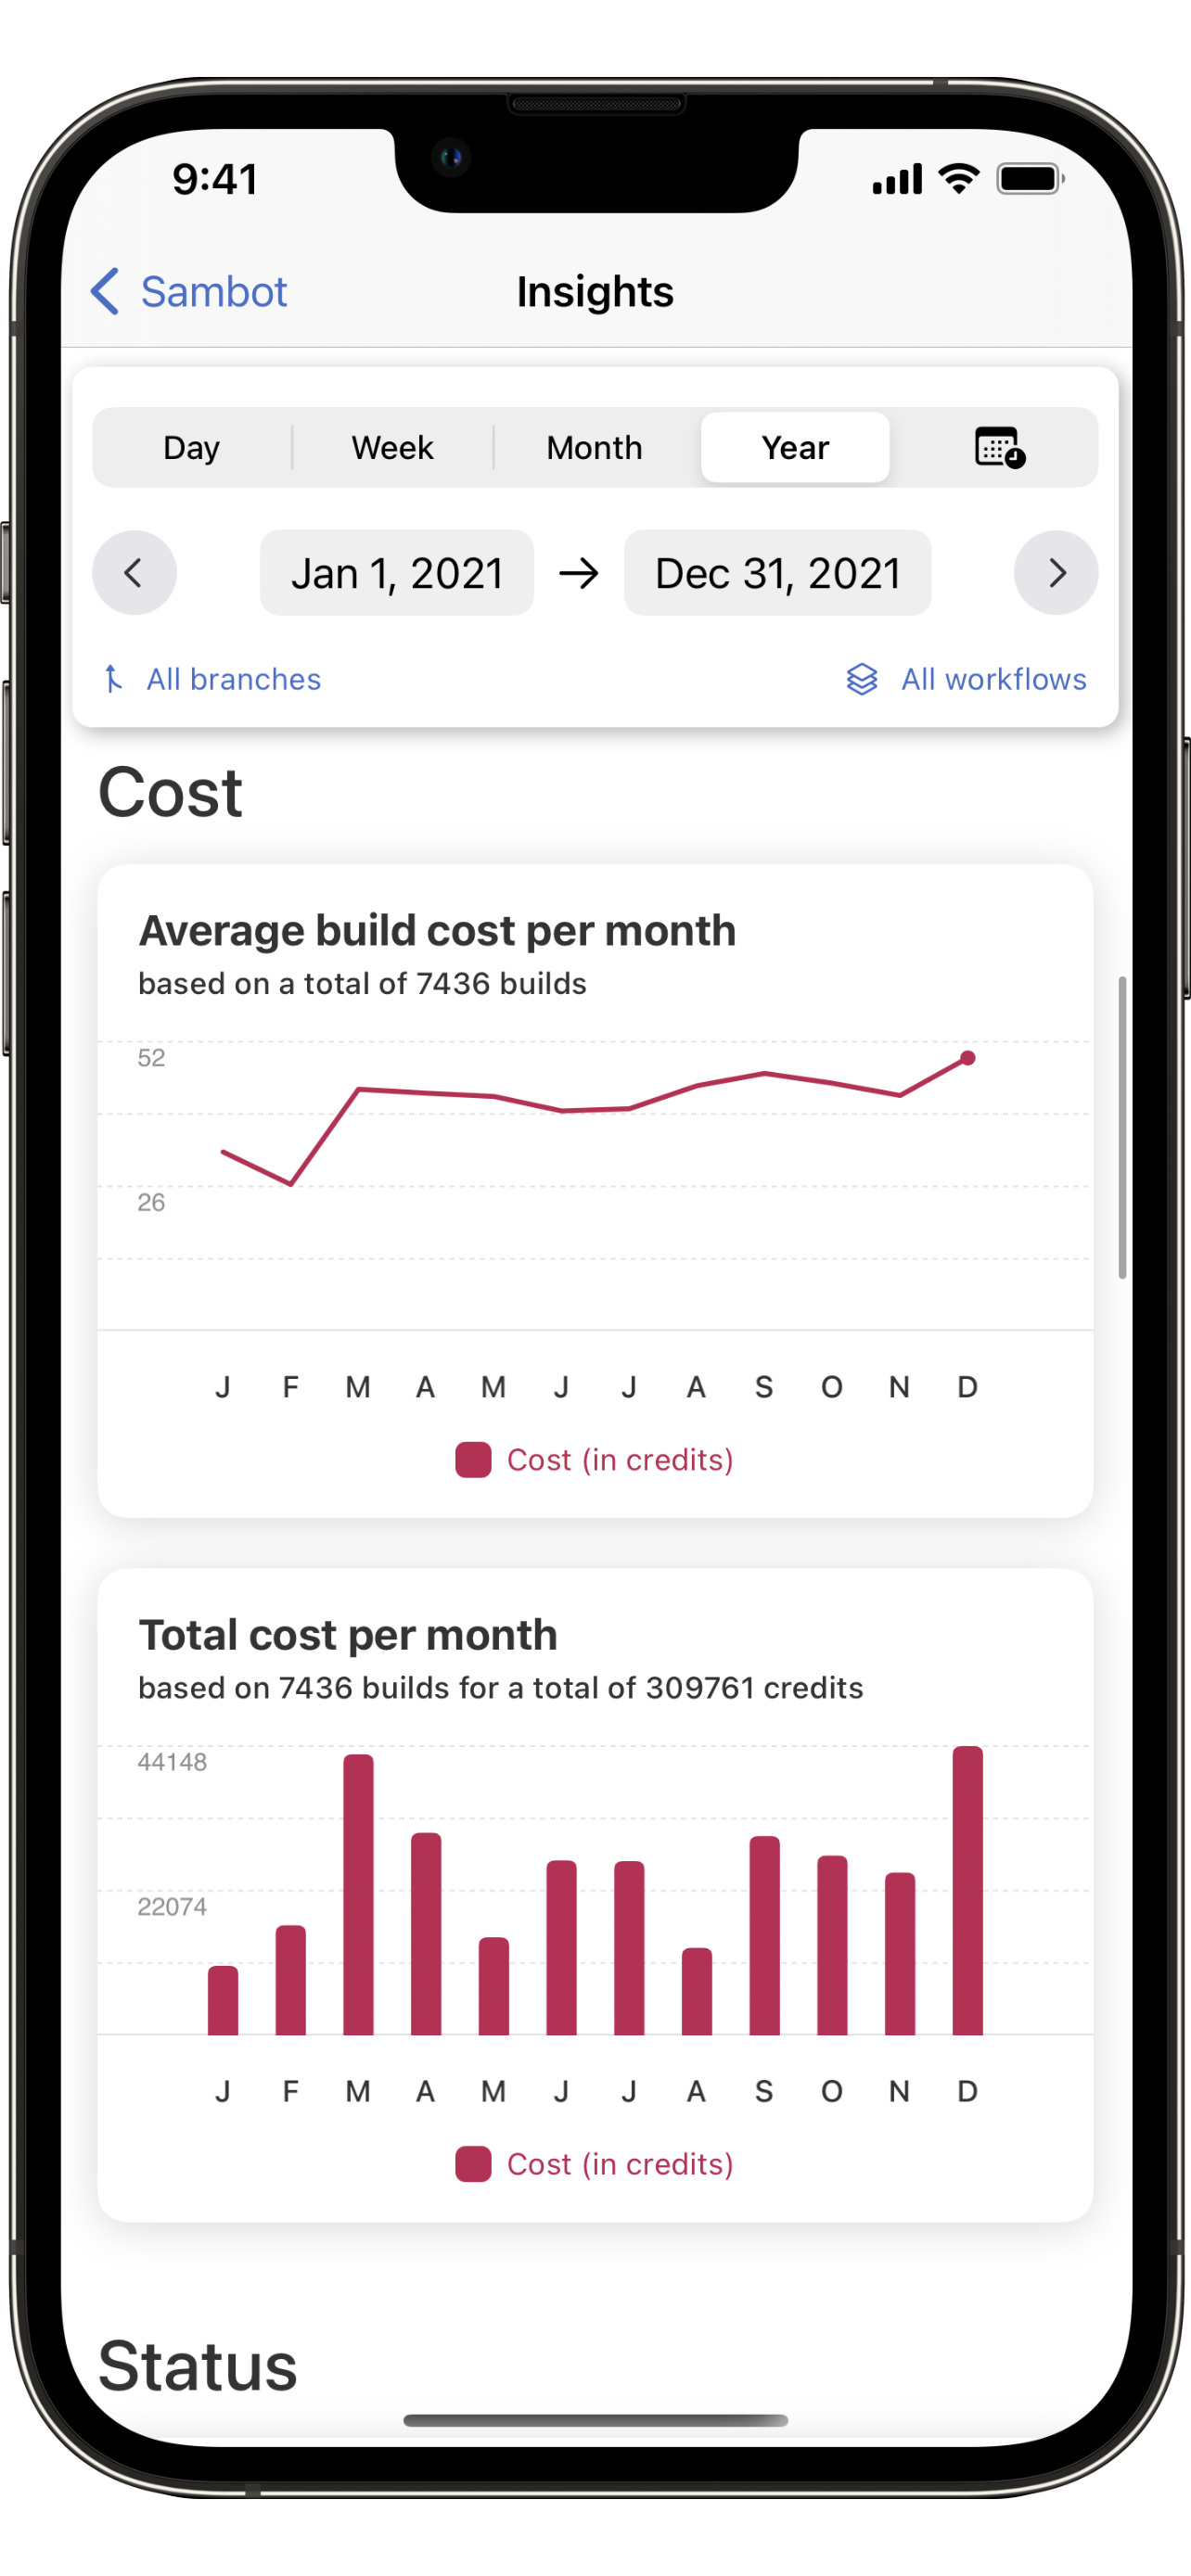 9:41
Sambot Insights
Day Week Month Year
Jan 1, 2021 → Dec 31, 2021
All branches All workflows
Cost
Average build cost per month
based on a total of 7436 builds
52
26
J F M A M J J A S O N D
Cost (in credits)
Total cost per month
based on 7436 builds for a total of 309761 credits
44148
22074
J F M A M J J A S O N D
Cost (in credits)
Status